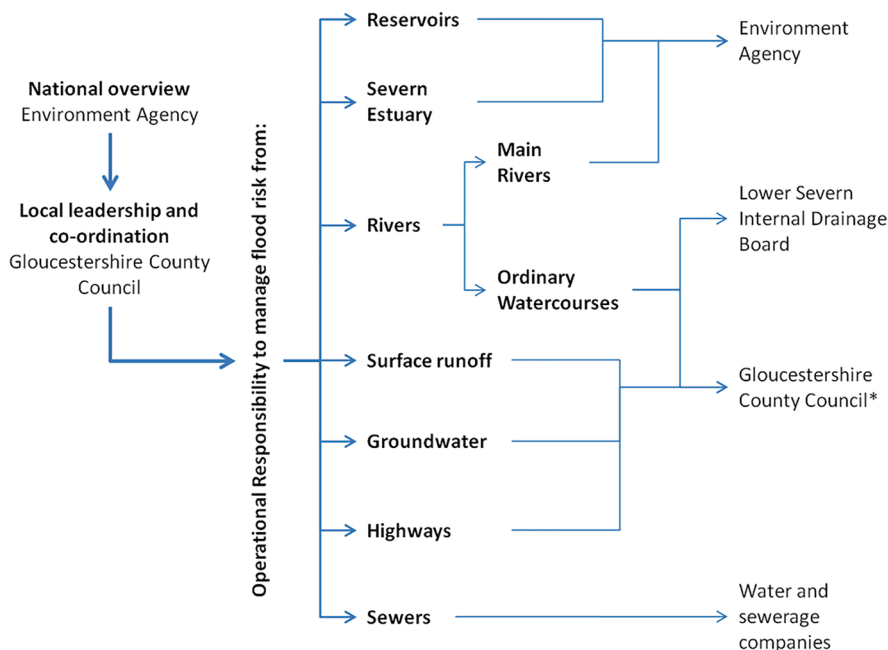 National overview
Environment Agency
Local leadership and
co-ordination
Gloucestershire County
Council
Operational Responsibility to manage flood risk from:
Reservoirs
Severn
Estuary
Rivers
Main
Rivers
Ordinary
Watercourses
Surface runoff
Groundwater
Highways
Sewers
Environment
Agency
Lower Severn
Internal Drainage
Board
Gloucestershire
County Council*
Water and
sewerage
companies